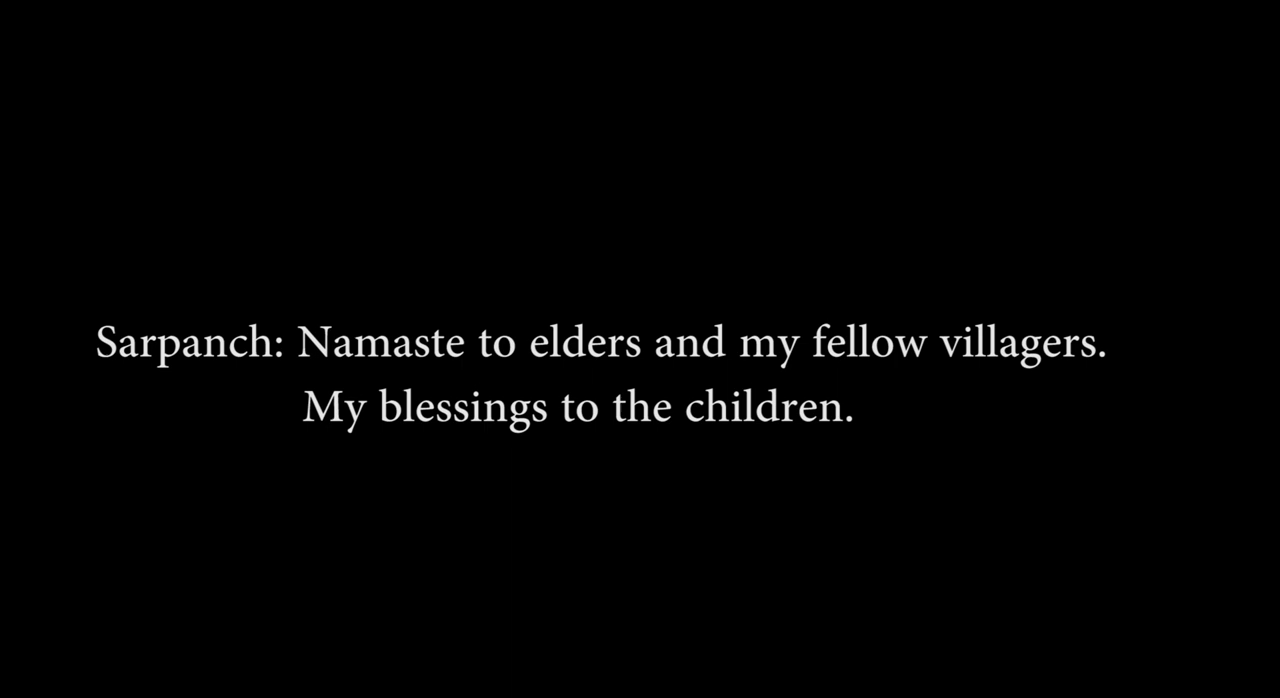 Sarpanch: Namaste to elders and my fellow villagers.
My blessings to the children.